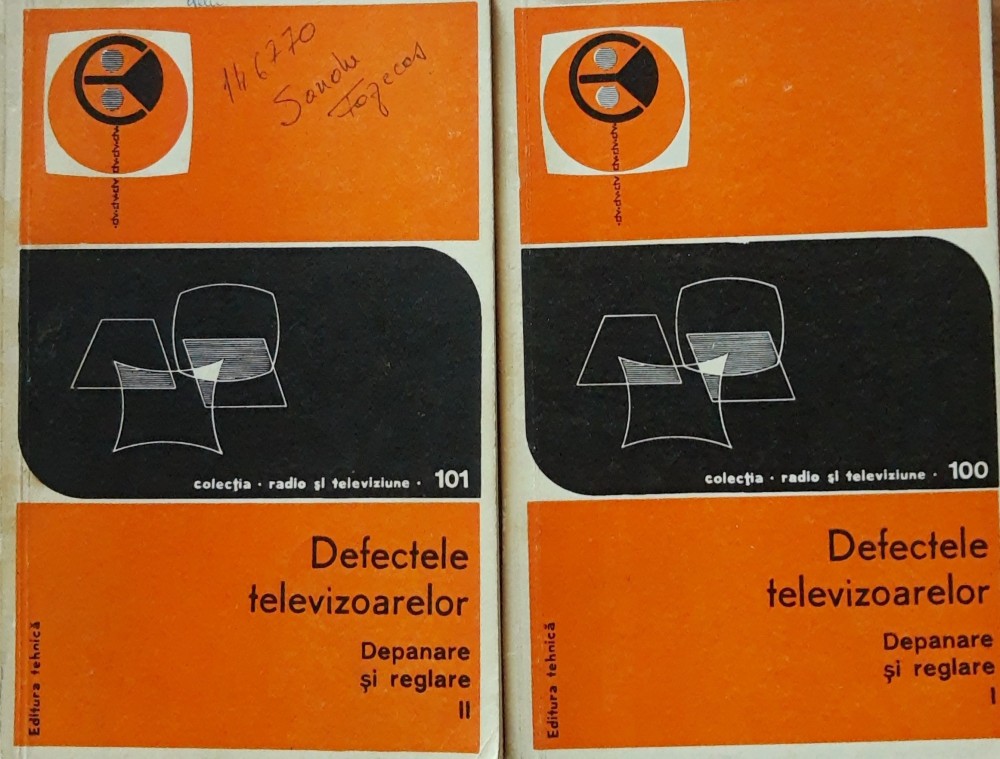 146770
Sandu
colecția · radio și televiziune · 101
Defectele
televizoarelor
Depanare
și reglare
II
Editura tehnică
colecția · radio și televiziune · 100
Defectele
televizoarelor
Depanare
și reglare
I
Editura tehnică